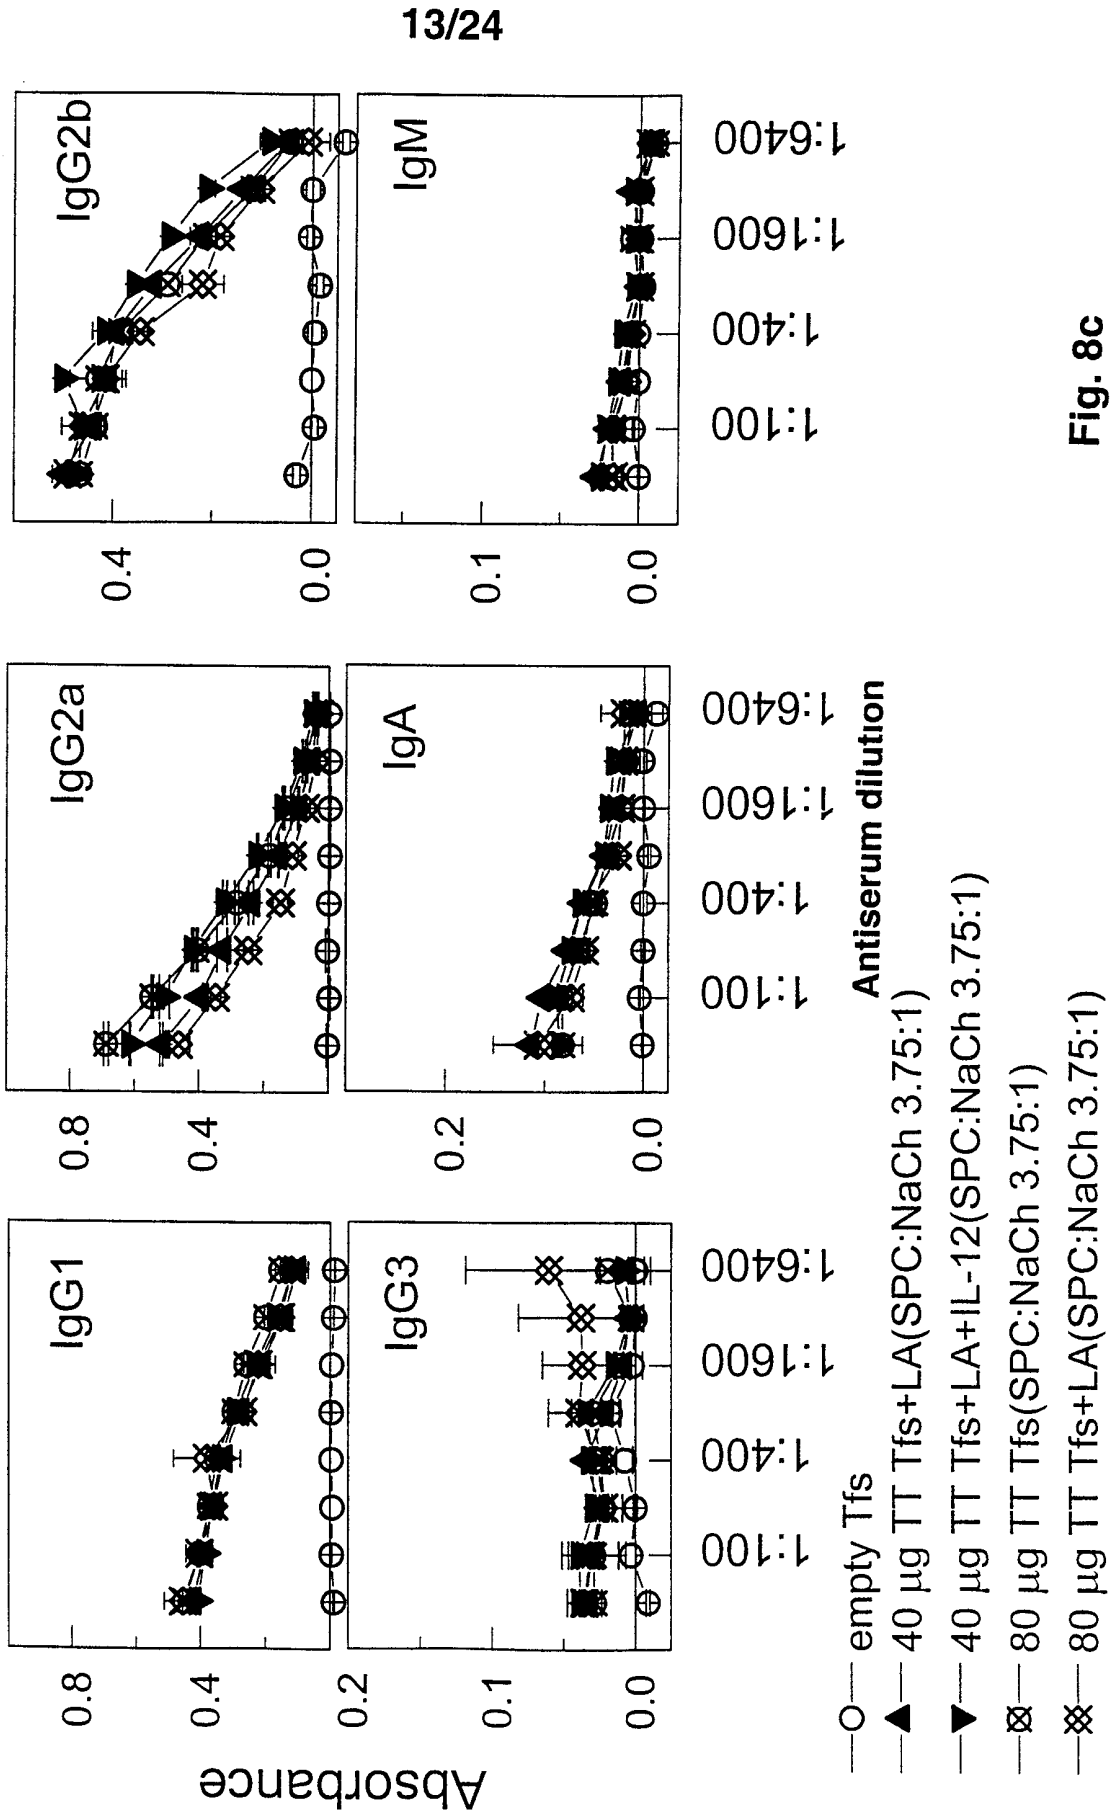 13/24
Absorbance
0.8
0.4
IgG1
0.8
0.4
IgG2a
0.4
0.0
IgG2b
0.2
0.1
0.0
IgG3
0.2
0.0
IgA
0.1
0.0
IgM
1:100
1:400
1:1600
1:6400
1:100
1:400
1:1600
1:6400
1:100
1:400
1:1600
1:6400
Antiserum dilution
empty Tfs
40 µg TT Tfs+LA(SPC:NaCh 3.75:1)
40 µg TT Tfs+LA+IL-12(SPC:NaCh 3.75:1)
80 µg TT Tfs(SPC:NaCh 3.75:1)
80 µg TT Tfs+LA(SPC:NaCh 3.75:1)
Fig. 8c